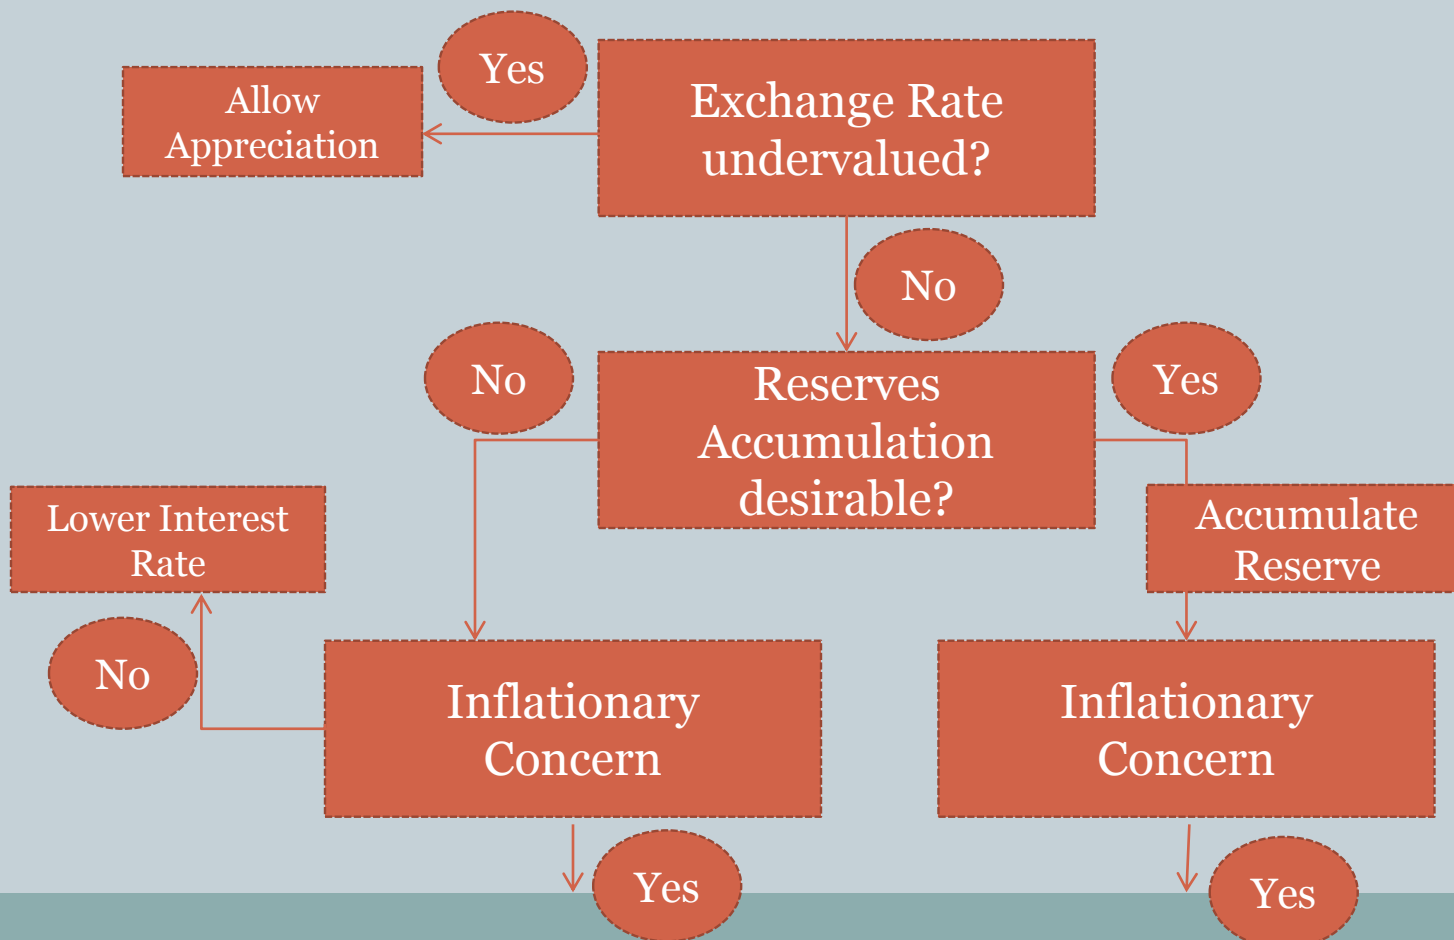 Yes
Allow
Appreciation
Exchange Rate
undervalued?
No
No
Reserves
Accumulation
desirable?
Yes
Lower Interest
Rate
Accumulate
Reserve
No
Inflationary
Concern
Inflationary
Concern
Yes
Yes